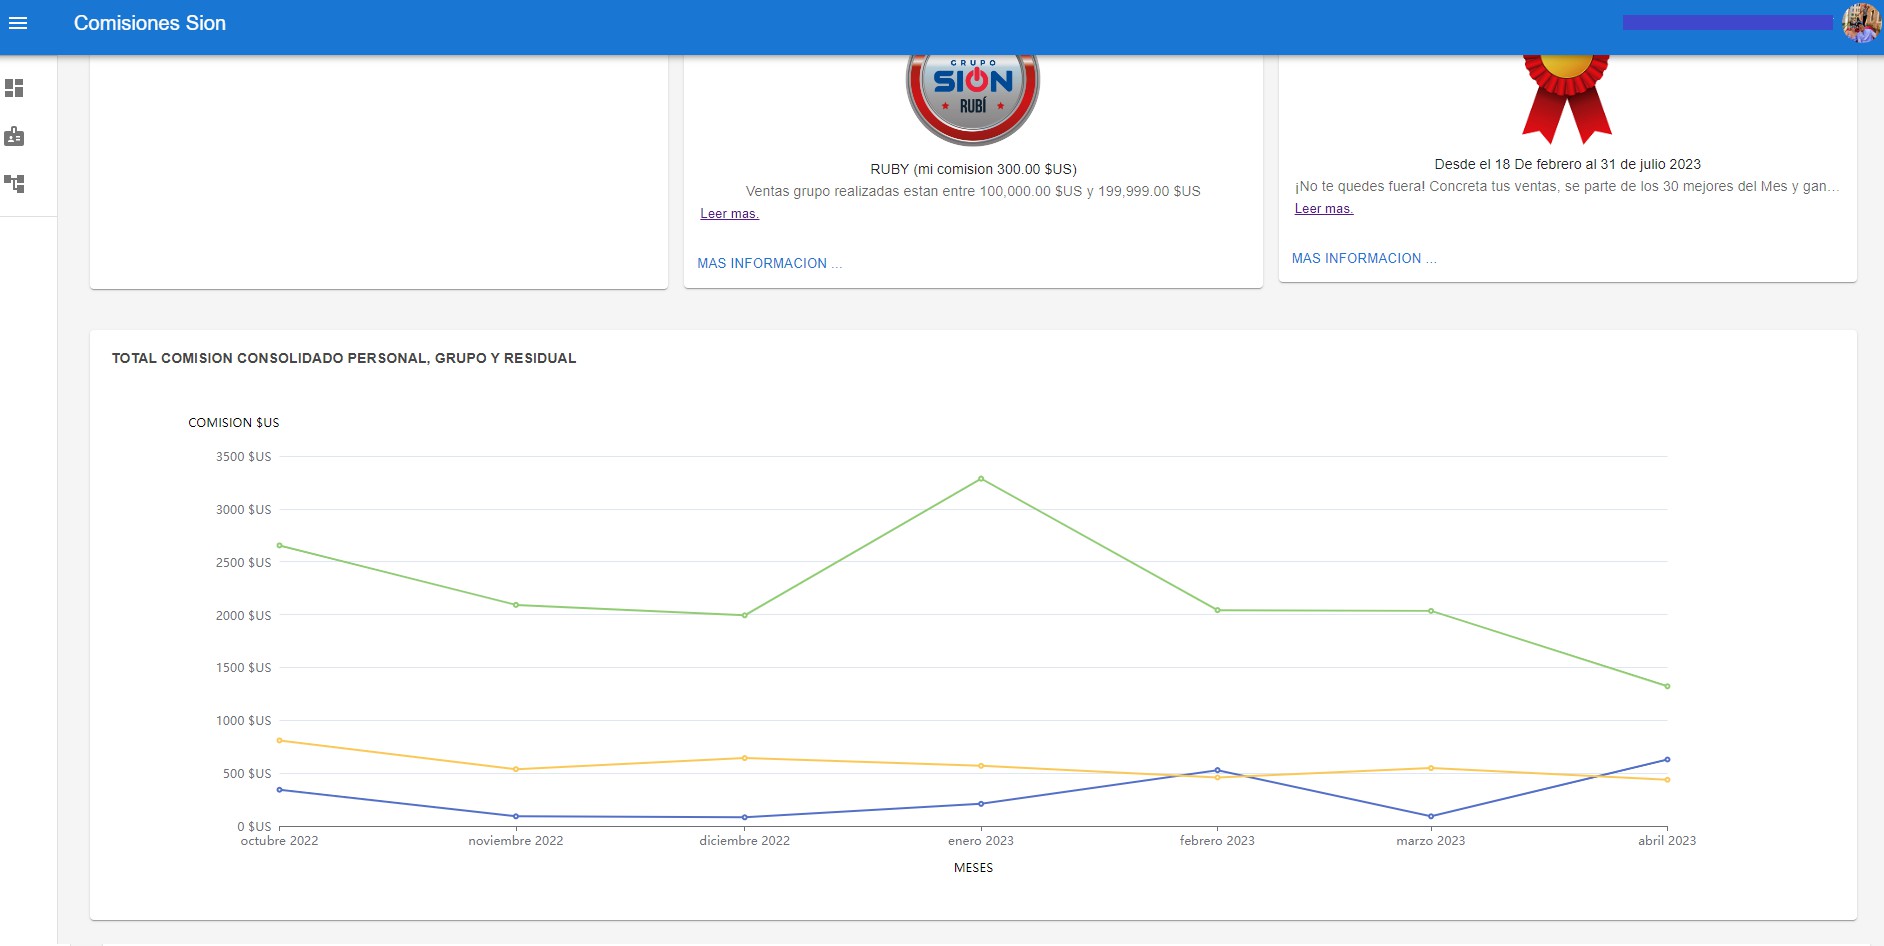 Comisiones Sion
GRUPO
SION
RUBÍ
RUBY (mi comision 300.00 $US)
Ventas grupo realizadas estan entre 100,000.00 $US y 199,999.00 $US
Leer mas.
MAS INFORMACION ...
Desde el 18 De febrero al 31 de julio 2023
¡No te quedes fuera! Concreta tus ventas, se parte de los 30 mejores del Mes y gan...
Leer mas.
MAS INFORMACION ...
TOTAL COMISION CONSOLIDADO PERSONAL, GRUPO Y RESIDUAL
COMISION $US
3500 $US
3000 $US
2500 $US
2000 $US
1500 $US
1000 $US
500 $US
0 $US
octubre 2022 noviembre 2022 diciembre 2022 enero 2023 febrero 2023 marzo 2023 abril 2023
MESES